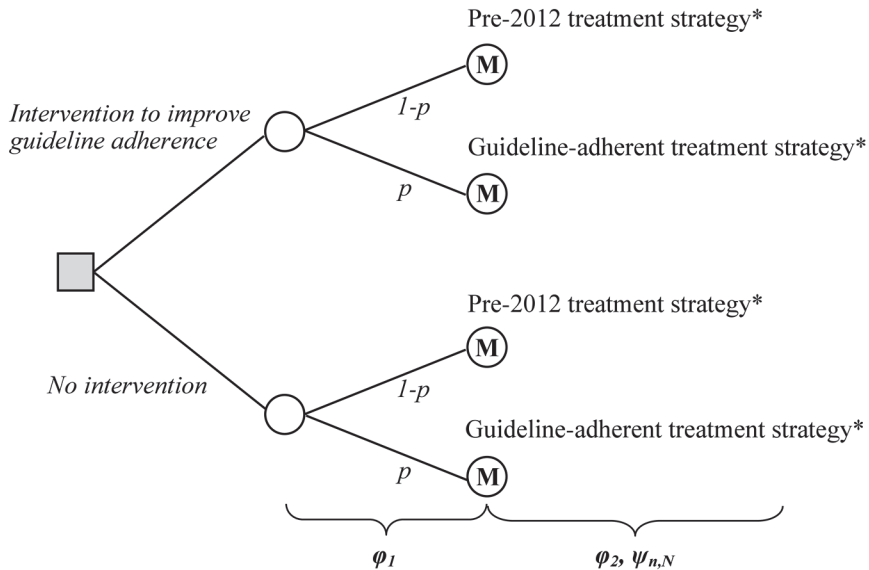 Pre-2012 treatment strategy*
M
Intervention to improve
guideline adherence
1-p
Guideline-adherent treatment strategy*
p
M
Pre-2012 treatment strategy*
M
No intervention
1-p
Guideline-adherent treatment strategy*
p
M
φ1
φ2, ψn,N